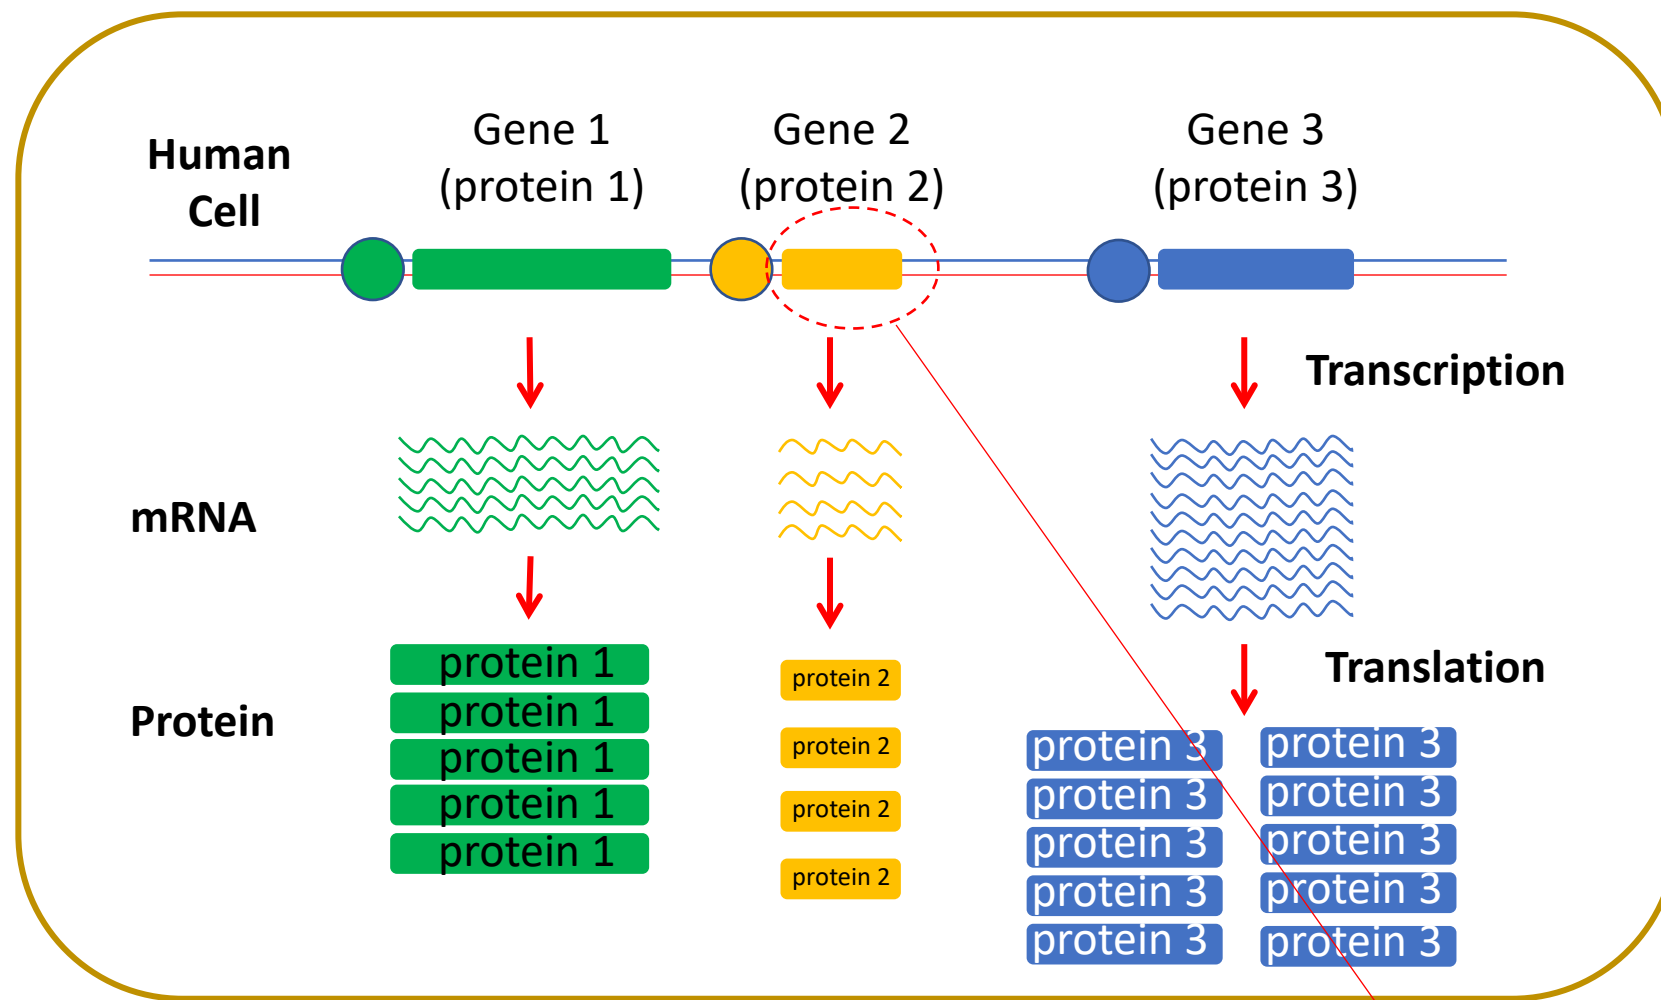 Human
Cell
Gene 1
(protein 1)
Gene 2
(protein 2)
Gene 3
(protein 3)
Transcription
mRNA
Translation
Protein
protein 1
protein 1
protein 1
protein 1
protein 1
protein 2
protein 2
protein 2
protein 2
protein 3
protein 3
protein 3
protein 3
protein 3
protein 3
protein 3
protein 3
protein 3
protein 3